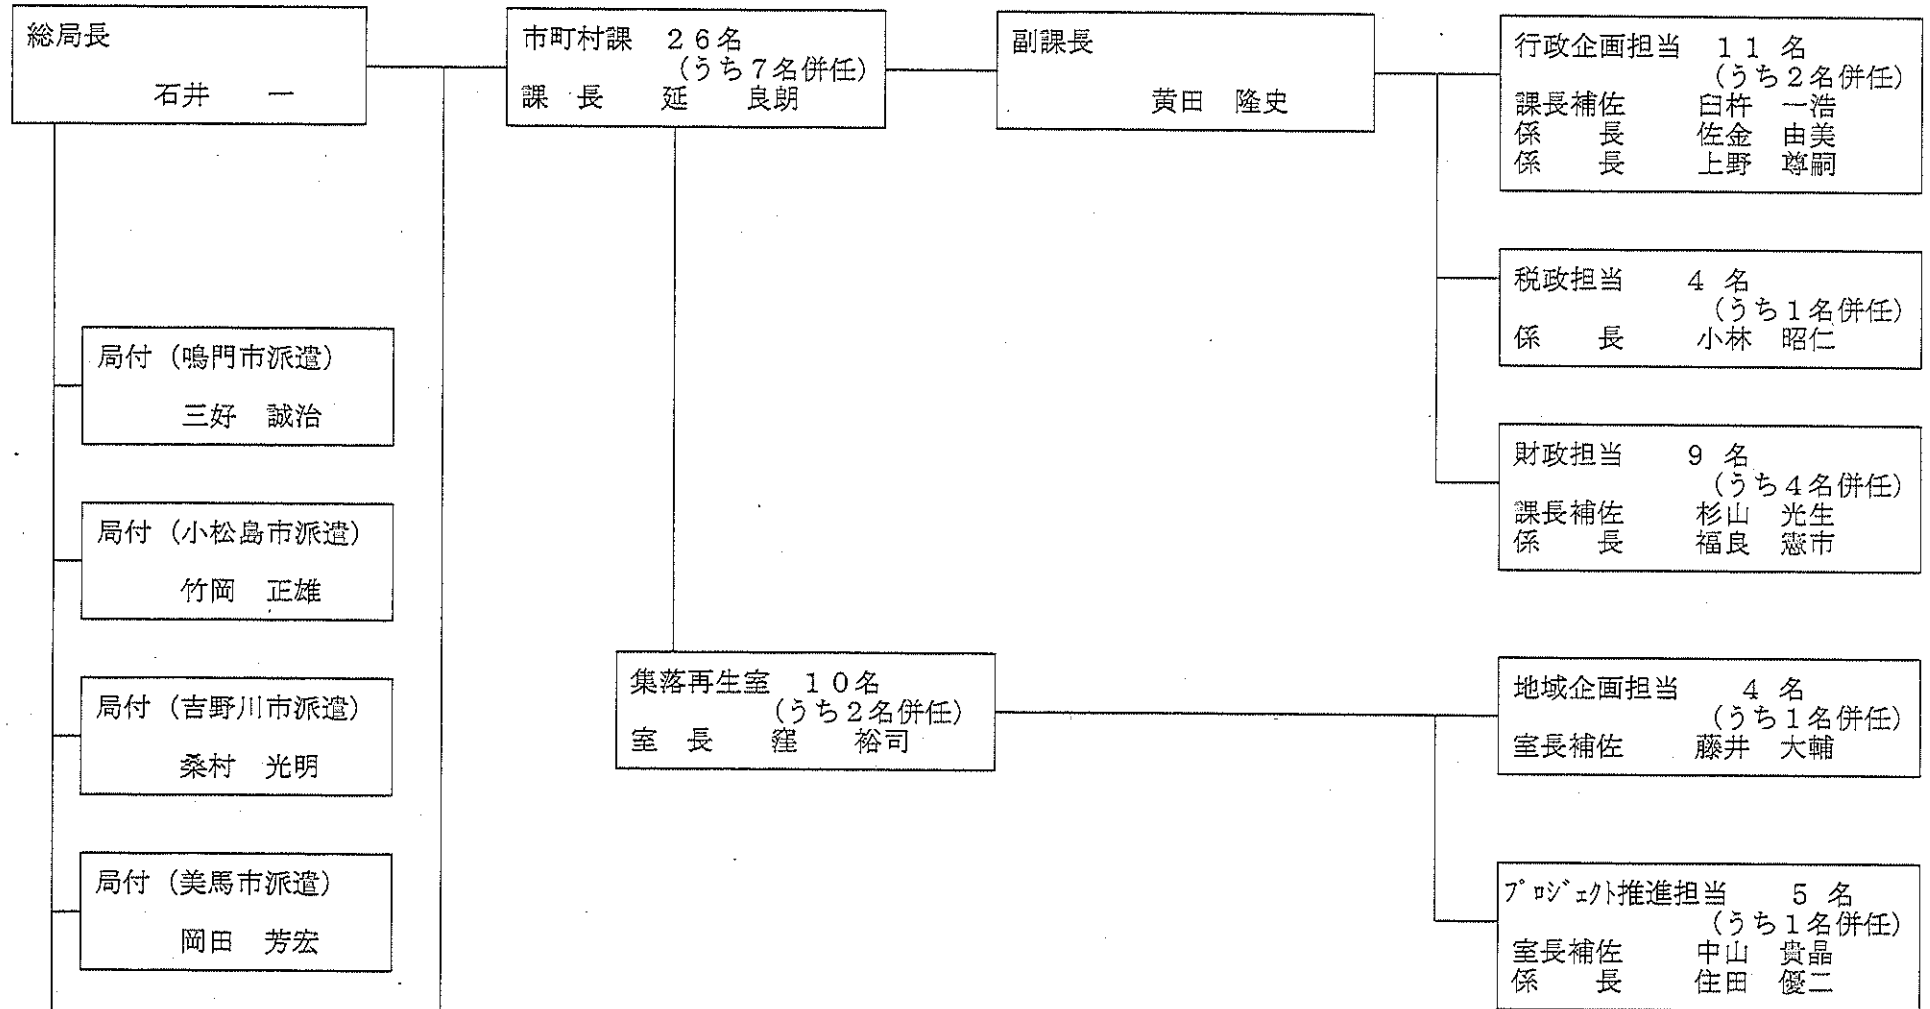 総局長
石井 一
市町村課 ２６名
(うち７名併任)
課 長 延 良朗
副課長
黄田 隆史
行政企画担当 １１ 名
(うち２名併任)
課長補佐 臼杵 一浩
係 長 佐金 由美
係 長 上野 尊嗣
税政担当 ４ 名
(うち１名併任)
係 長 小林 昭仁
財政担当 ９ 名
(うち４名併任)
課長補佐 杉山 光生
係 長 福良 憲市
局付（鳴門市派遣）
三好 誠治
局付（小松島市派遣）
竹岡 正雄
局付（吉野川市派遣）
桑村 光明
局付（美馬市派遣）
岡田 芳宏
集落再生室 １０名
(うち２名併任)
室 長 窪 裕司
地域企画担当 ４ 名
(うち１名併任)
室長補佐 藤井 大輔
ﾌﾟﾛｼﾞｪｸﾄ推進担当 ５ 名
(うち１名併任)
室長補佐 中山 貴晶
係 長 住田 優二